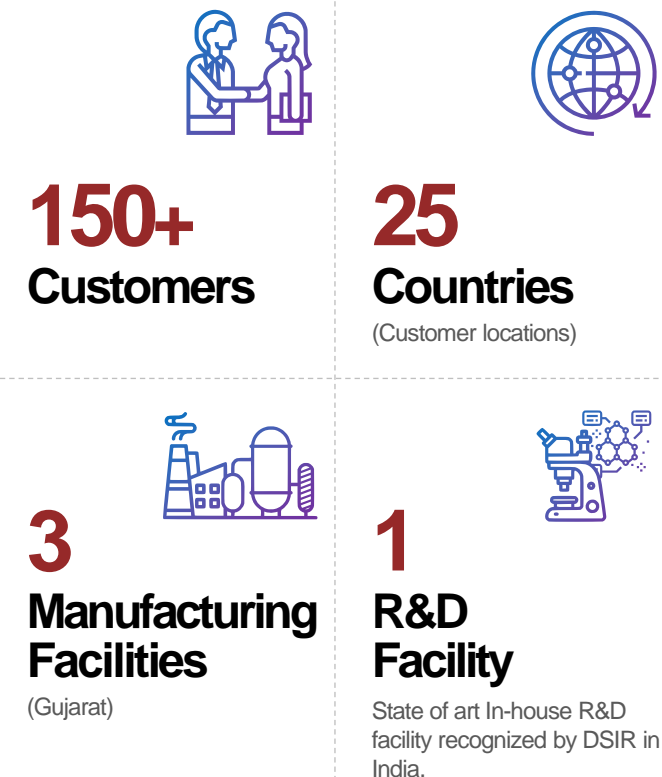 150+
Customers
25
Countries
(Customer locations)
3
Manufacturing
Facilities
(Gujarat)
1
R&D
Facility
State of art In-house R&D
facility recognized by DSIR in
India.